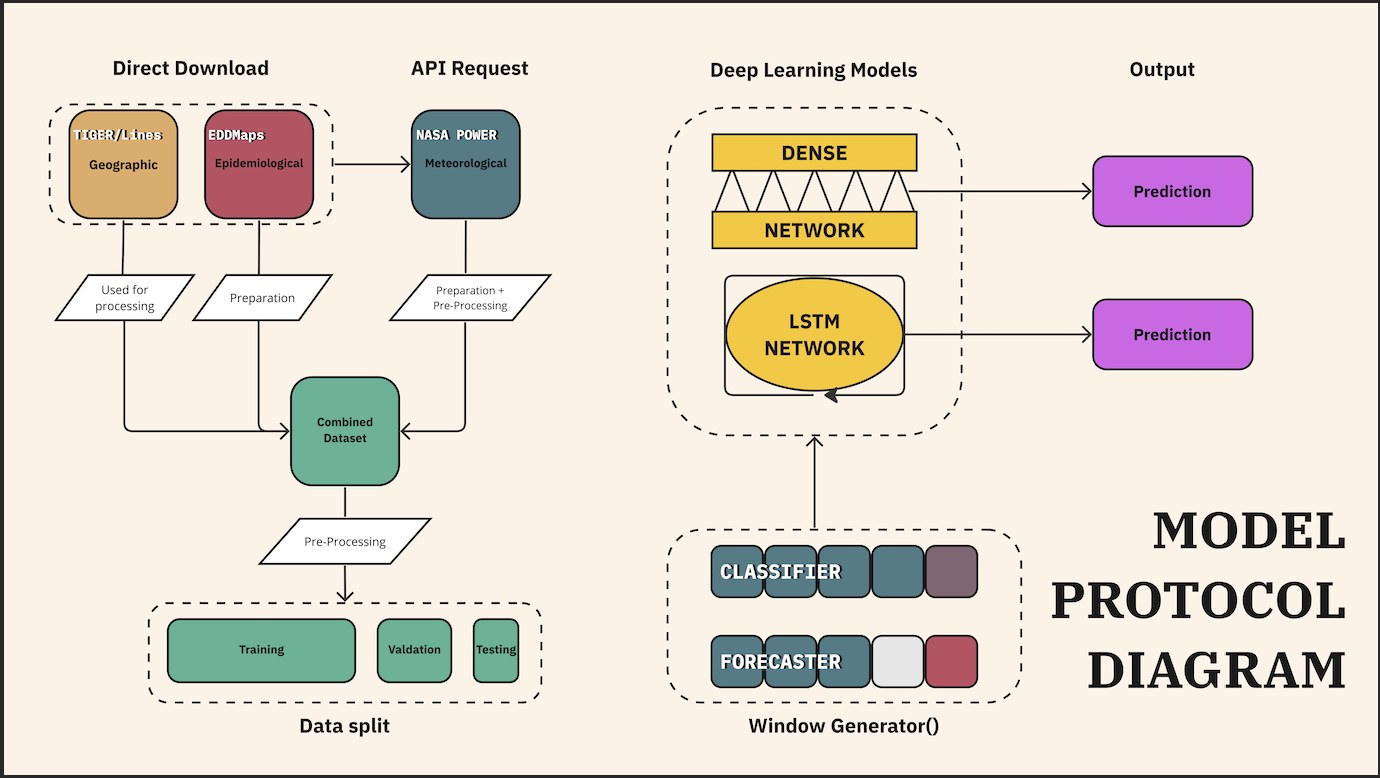 Direct Download
API Request
Deep Learning Models
Output
TIGER/Lines
Geographic
EDDMaps
Epidemiological
NASA POWER
Meteorological
Used for
processing
Preparation
Preparation +
Pre-Processing
Combined
Dataset
Pre-Processing
Training
Valdation
Testing
Data split
DENSE
NETWORK
Prediction
LSTM
NETWORK
Prediction
CLASSIFIER
FORECASTER
Window Generator()
MODEL
PROTOCOL
DIAGRAM